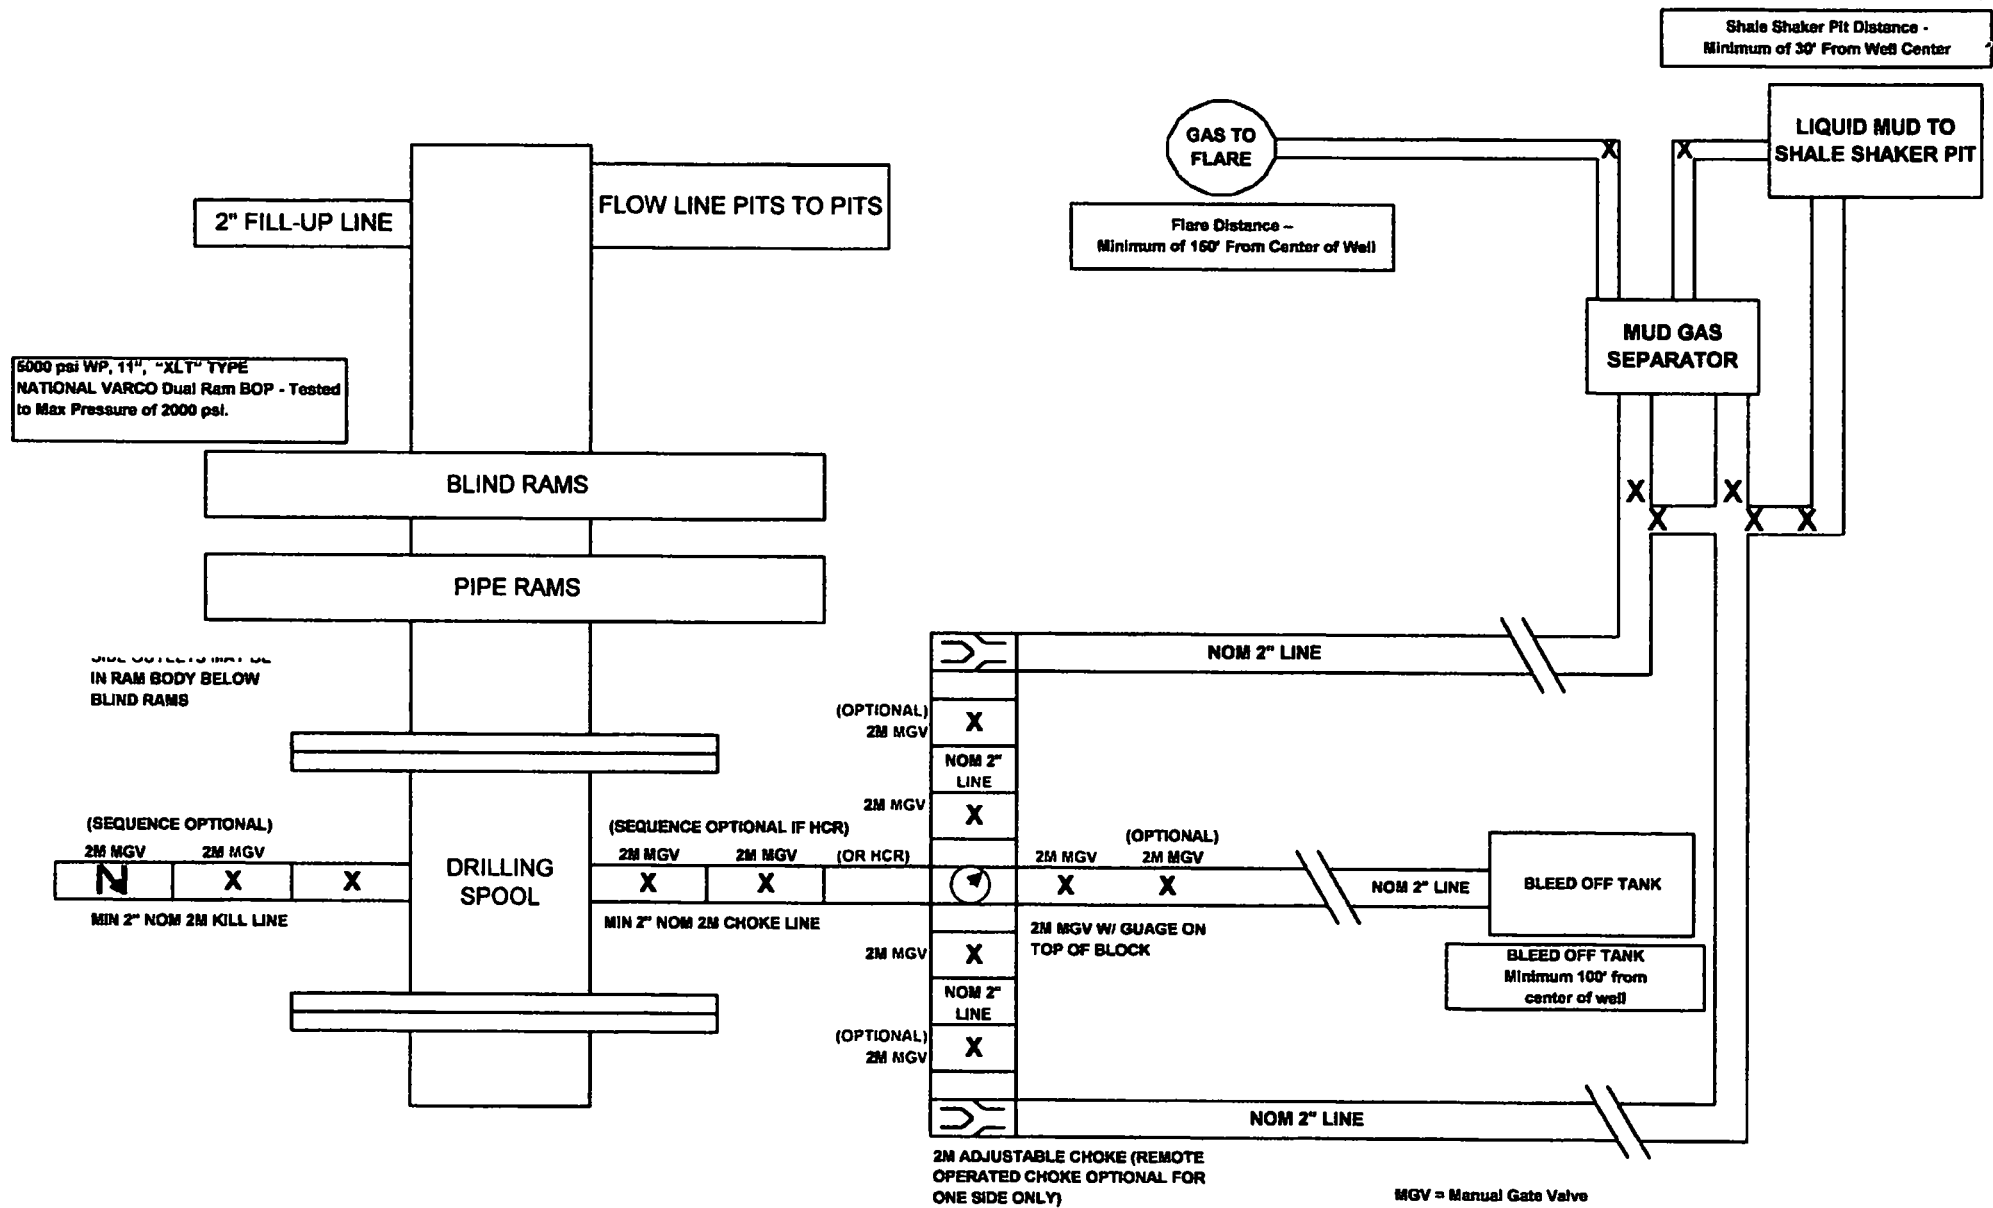 Shale Shaker Pit Distance -
Minimum of 30' From Well Center
LIQUID MUD TO
SHALE SHAKER PIT
GAS TO
FLARE
Flare Distance –
Minimum of 150' From Center of Well
2" FILL-UP LINE
FLOW LINE PITS TO PITS
MUD GAS
SEPARATOR
5000 psi WP, 11", "XLT" TYPE
NATIONAL VARCO Dual Ram BOP - Tested
to Max Pressure of 2000 psi.
BLIND RAMS
X
X
X
X
X
X
X
PIPE RAMS
SIDE OUTLETS MAY BE
IN RAM BODY BELOW
BLIND RAMS
NOM 2" LINE
(OPTIONAL)
2M MGV
X
NOM 2"
LINE
2M MGV
X
(SEQUENCE OPTIONAL)
2M MGV
2M MGV
N
X
X
MIN 2" NOM 2M KILL LINE
DRILLING
SPOOL
(SEQUENCE OPTIONAL IF HCR)
2M MGV
2M MGV
(OR HCR)
X
X
MIN 2" NOM 2M CHOKE LINE
(OPTIONAL)
2M MGV
2M MGV
X
X
NOM 2" LINE
BLEED OFF TANK
2M MGV W/ GUAGE ON
TOP OF BLOCK
BLEED OFF TANK
Minimum 100' from
center of well
2M MGV
X
NOM 2"
LINE
(OPTIONAL)
2M MGV
X
NOM 2" LINE
2M ADJUSTABLE CHOKE (REMOTE
OPERATED CHOKE OPTIONAL FOR
ONE SIDE ONLY)
MGV = Manual Gate Valve